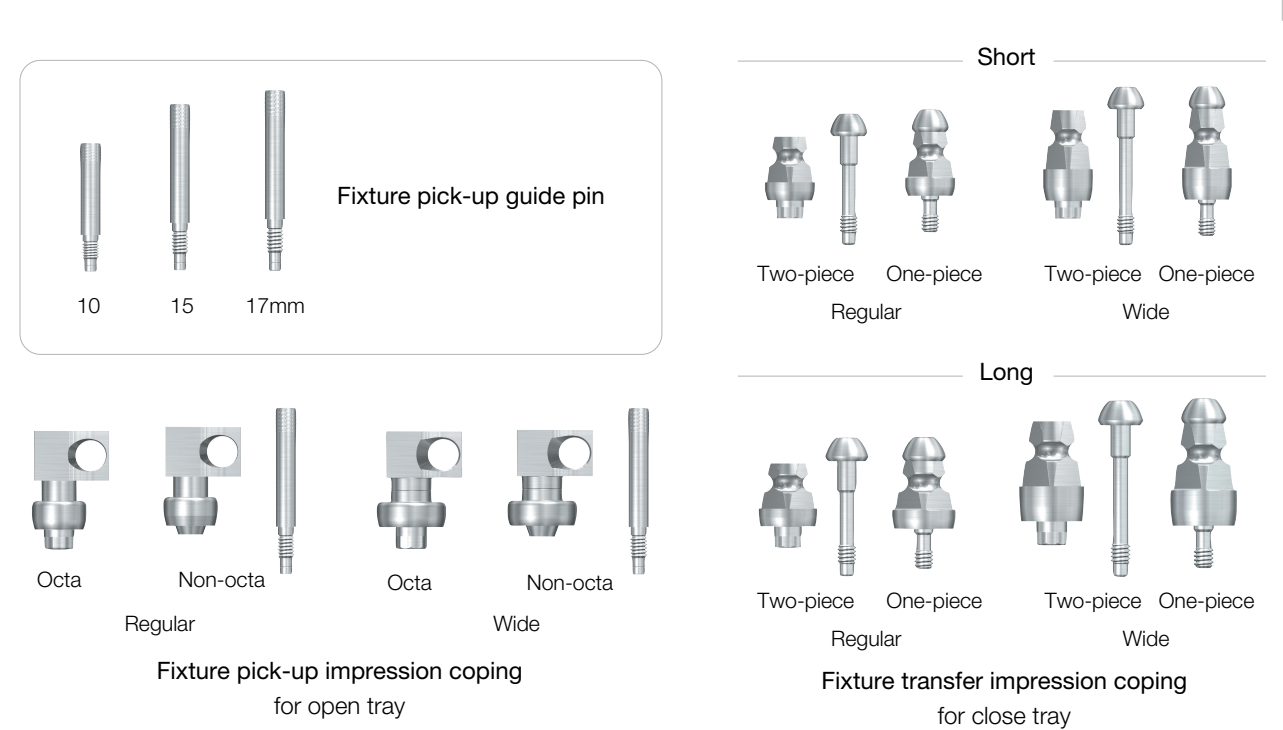 Fixture pick-up guide pin
10 15 17mm
Octa Non-octa Octa Non-octa
Regular Wide
Fixture pick-up impression coping
for open tray
Short
Two-piece One-piece Two-piece One-piece
Regular Wide
Long
Two-piece One-piece Two-piece One-piece
Regular Wide
Fixture transfer impression coping
for close tray